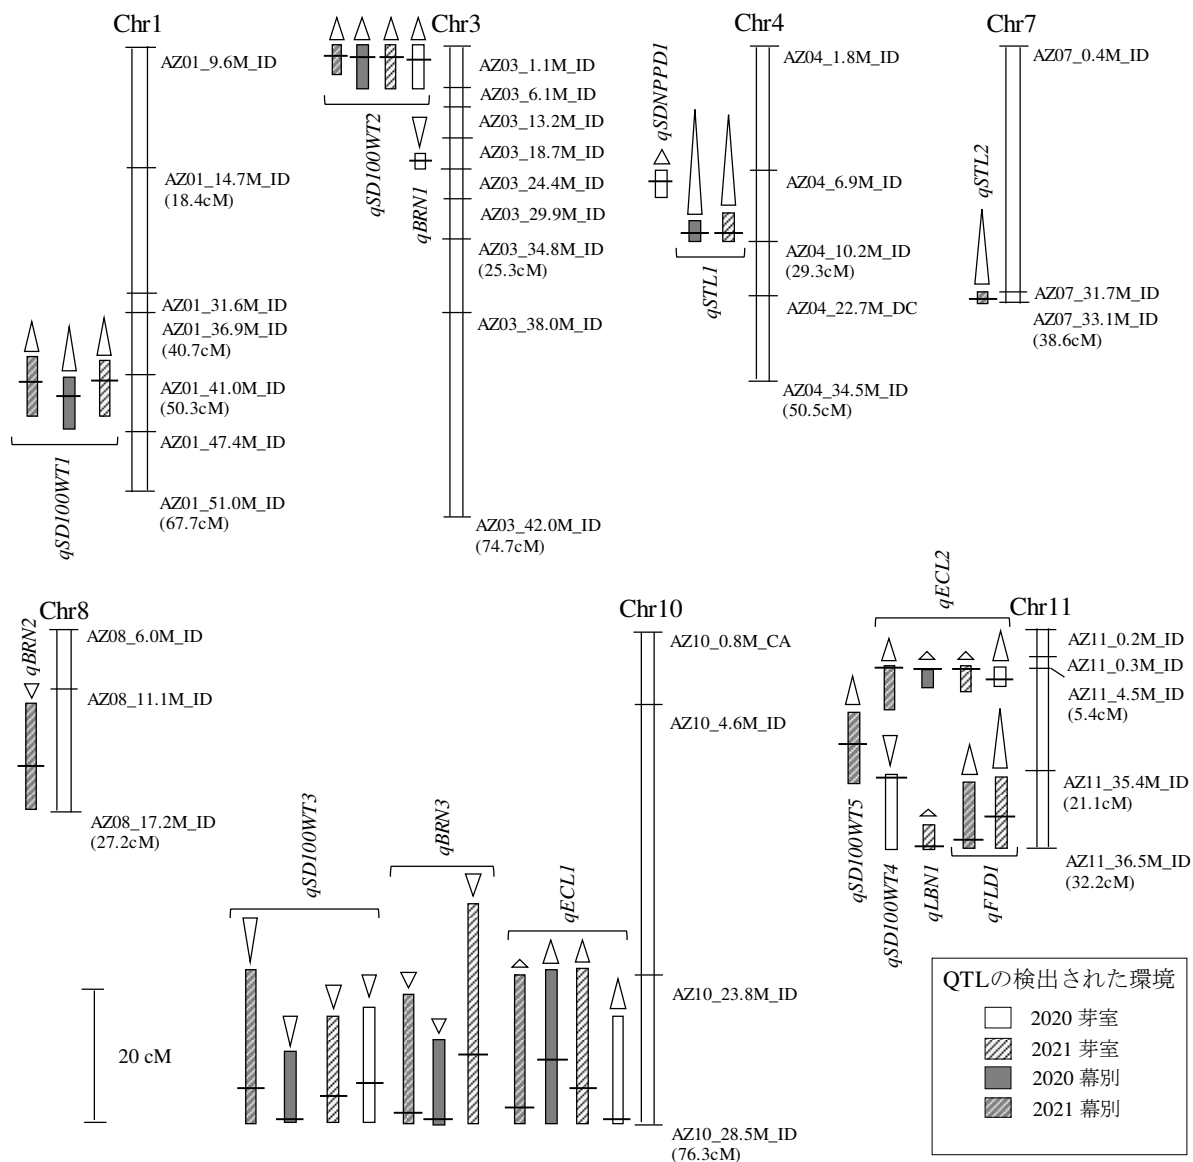 Chr1
AZ01_9.6M_ID
AZ01_14.7M_ID
(18.4cM)
AZ01_31.6M_ID
AZ01_36.9M_ID
(40.7cM)
AZ01_41.0M_ID
(50.3cM)
AZ01_47.4M_ID
AZ01_51.0M_ID
(67.7cM)
qSD100WT1
Chr3
AZ03_1.1M_ID
AZ03_6.1M_ID
AZ03_13.2M_ID
AZ03_18.7M_ID
AZ03_24.4M_ID
AZ03_29.9M_ID
AZ03_34.8M_ID
(25.3cM)
AZ03_38.0M_ID
AZ03_42.0M_ID
(74.7cM)
qSD100WT2
qBRN1
Chr4
AZ04_1.8M_ID
AZ04_6.9M_ID
AZ04_10.2M_ID
(29.3cM)
AZ04_22.7M_DC
AZ04_34.5M_ID
(50.5cM)
qSDNPPD1
qSTL1
Chr7
AZ07_0.4M_ID
AZ07_31.7M_ID
AZ07_33.1M_ID
(38.6cM)
qSTL2
Chr8
AZ08_6.0M_ID
AZ08_11.1M_ID
AZ08_17.2M_ID
(27.2cM)
qBRN2
Chr10
AZ10_0.8M_CA
AZ10_4.6M_ID
AZ10_23.8M_ID
AZ10_28.5M_ID
(76.3cM)
qSD100WT3
qBRN3
qECL1
20 cM
Chr11
AZ11_0.2M_ID
AZ11_0.3M_ID
AZ11_4.5M_ID
(5.4cM)
AZ11_35.4M_ID
(21.1cM)
AZ11_36.5M_ID
(32.2cM)
qECL2
qSD100WT5
qSD100WT4
qLBN1
qFLD1
QTLの検出された環境
2020 芽室
2021 芽室
2020 幕別
2021 幕別